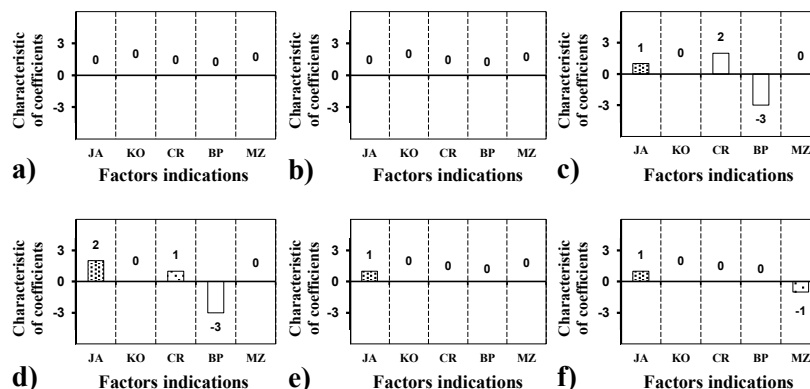 Characteristic of coefficients
3
0
-3
0 0 0 0 0
JA KO CR BP MZ
a) Factors indications
Characteristic of coefficients
3
0
-3
0 0 0 0 0
JA KO CR BP MZ
b) Factors indications
Characteristic of coefficients
3
0
-3
1 0 2 -3 0
JA KO CR BP MZ
c) Factors indications
Characteristic of coefficients
3
0
-3
2 0 1 -3 0
JA KO CR BP MZ
d) Factors indications
Characteristic of coefficients
3
0
-3
1 0 0 0 0
JA KO CR BP MZ
e) Factors indications
Characteristic of coefficients
3
0
-3
1 0 0 0 -1
JA KO CR BP MZ
f) Factors indications